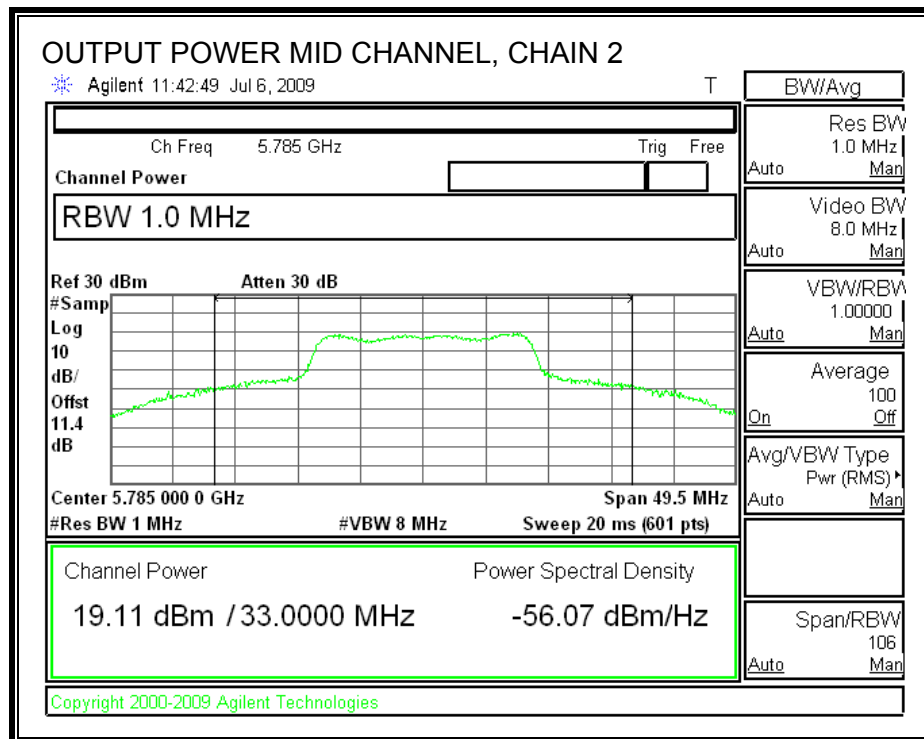 OUTPUT POWER MID CHANNEL, CHAIN 2
Agilent 11:42:49 Jul 6, 2009 T
Ch Freq 5.785 GHz Trig Free
Channel Power
RBW 1.0 MHz
Ref 30 dBm Atten 30 dB
#Samp
Log
10
dB/
Offst
11.4
dB
Center 5.785 000 0 GHz Span 49.5 MHz
#Res BW 1 MHz #VBW 8 MHz Sweep 20 ms (601 pts)
Channel Power Power Spectral Density
19.11 dBm / 33.0000 MHz -56.07 dBm/Hz
Copyright 2000-2009 Agilent Technologies
BW/Avg
Res BW
1.0 MHz
Auto Man
Video BW
8.0 MHz
Auto Man
VBW/RBW
1.00000
Auto Man
Average
100
On Off
Avg/VBW Type
Pwr (RMS)
Auto Man
Span/RBW
106
Auto Man